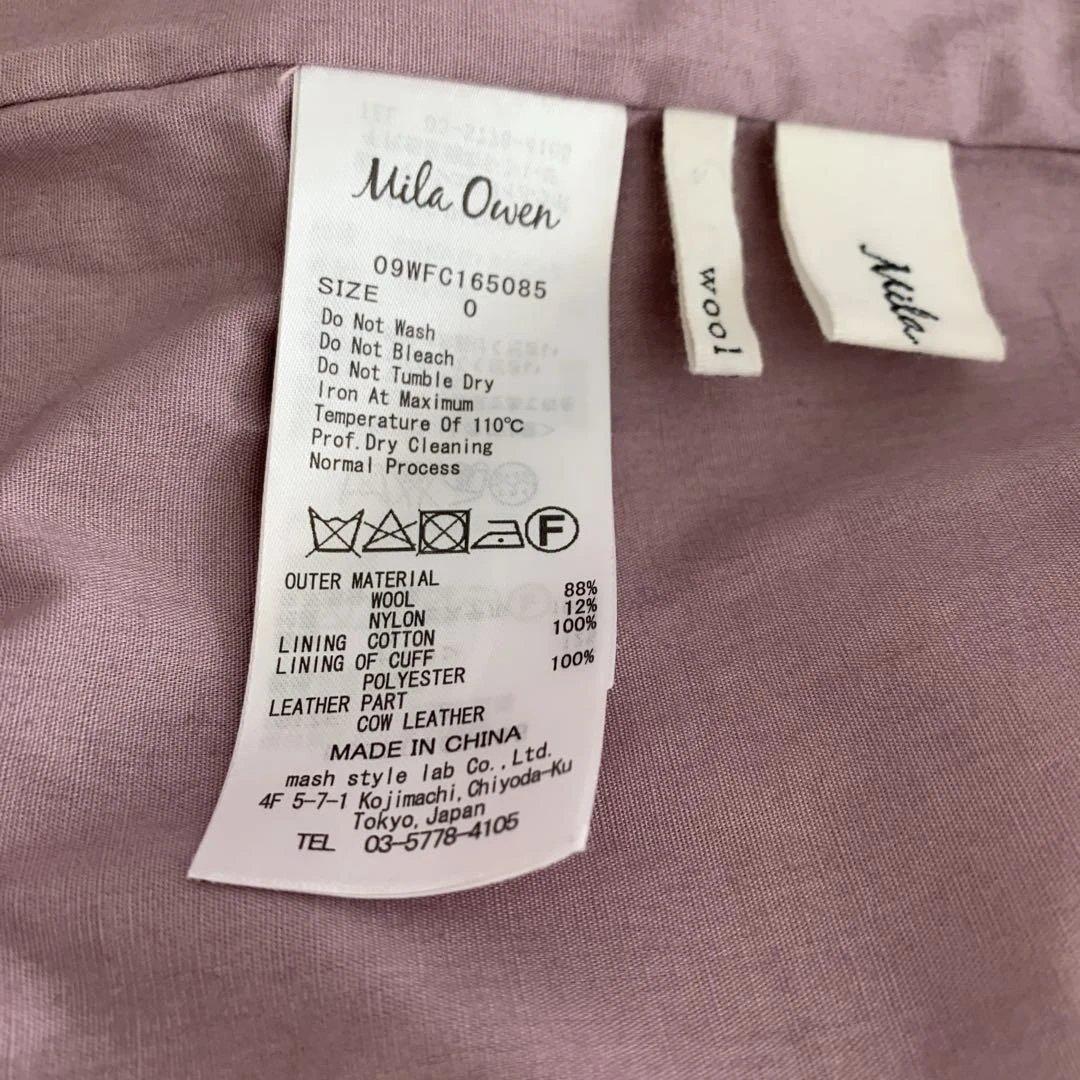 Mila Owen
09WFC165085
SIZE 0
Do Not Wash
Do Not Bleach
Do Not Tumble Dry
Iron At Maximum
Temperature Of 110℃
Prof.Dry Cleaning
Normal Process
F
OUTER MATERIAL
WOOL 88%
NYLON 12%
LINING COTTON 100%
LINING OF CUFF
POLYESTER 100%
LEATHER PART
COW LEATHER
MADE IN CHINA
mash style lab Co.,Ltd.
4F 5-7-1 Kojimachi,Chiyoda-Ku
Tokyo,Japan
TEL 03-5778-4105
wool
Mila